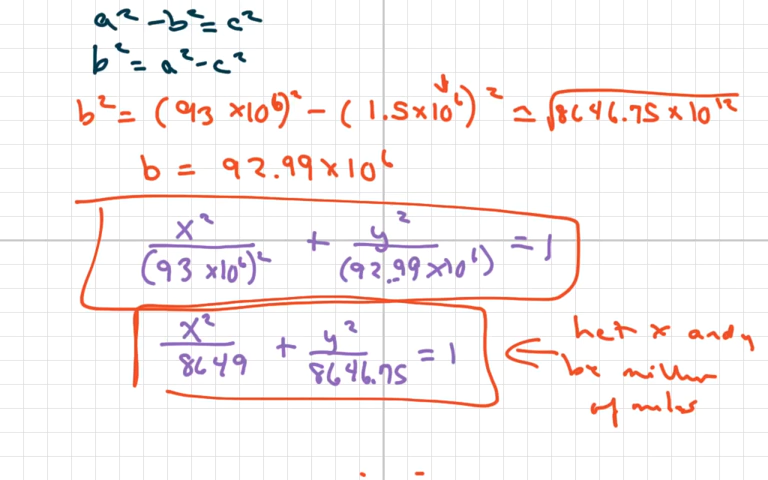 a² - b² = c²
b² = a² - c²
b² = (93 × 10⁶)² - (1.5 × 10⁶)² ≃ √8646.75 × 10¹²
b = 92.99 × 10⁶
x² / (93 × 10⁶)² + y² / (92.99 × 10⁶) = 1
x² / 8649 + y² / 8646.75 = 1
let x and y
be million
of miles